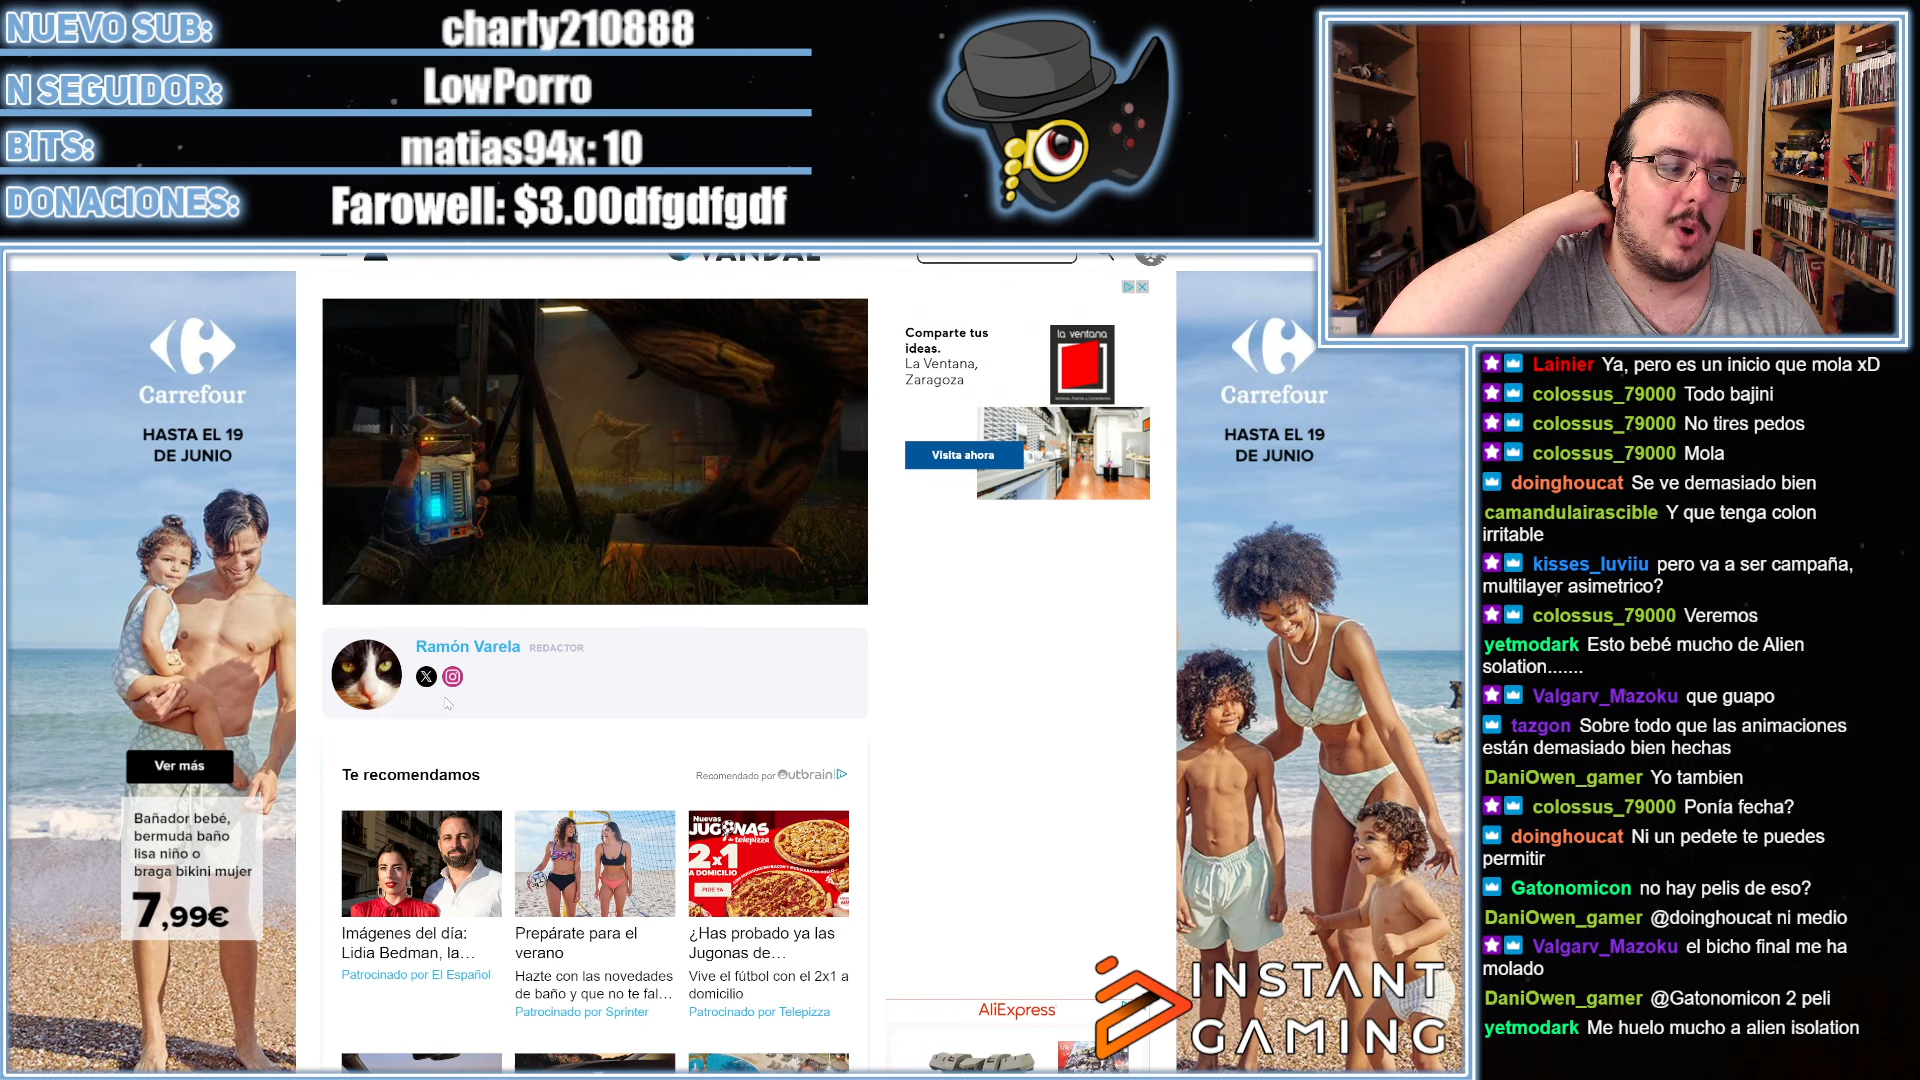 NUEVO SUB: charly210888
N SEGUIDOR: LowPorro
BITS: matias94x: 10
DONACIONES: Farowell: $3.00dfgdfgdf
VANDAL
Carrefour
HASTA EL 19
DE JUNIO
Ver más
Bañador bebé,
bermuda baño
lisa niño o
braga bikini mujer
7,99€
Ramón Varela REDACTOR
Te recomendamos
Recomendado por Outbrain
Nuevas
JUGONAS
de telepizza
2x1
A DOMICILIO
PIDE YA
Imágenes del día:
Lidia Bedman, la...
Patrocinado por El Español
Prepárate para el
verano
Hazte con las novedades
de baño y que no te fal...
Patrocinado por Sprinter
¿Has probado ya las
Jugonas de...
Vive el fútbol con el 2x1 a
domicilio
Patrocinado por Telepizza
Comparte tus
ideas.
La Ventana,
Zaragoza
la ventana
Visita ahora
AliExpress
Carrefour
HASTA EL 19
DE JUNIO
INSTANT
GAMING
Lainier Ya, pero es un inicio que mola xD
colossus_79000 Todo bajini
colossus_79000 No tires pedos
colossus_79000 Mola
doinghoucat Se ve demasiado bien
camandulairascible Y que tenga colon
irritable
kisses_luviiu pero va a ser campaña,
multilayer asimetrico?
colossus_79000 Veremos
yetmodark Esto bebé mucho de Alien
solation.......
Valgarv_Mazoku que guapo
tazgon Sobre todo que las animaciones
están demasiado bien hechas
DaniOwen_gamer Yo tambien
colossus_79000 Ponía fecha?
doinghoucat Ni un pedete te puedes
permitir
Gatonomicon no hay pelis de eso?
DaniOwen_gamer @doinghoucat ni medio
Valgarv_Mazoku el bicho final me ha
molado
DaniOwen_gamer @Gatonomicon 2 peli
yetmodark Me huelo mucho a alien isolation